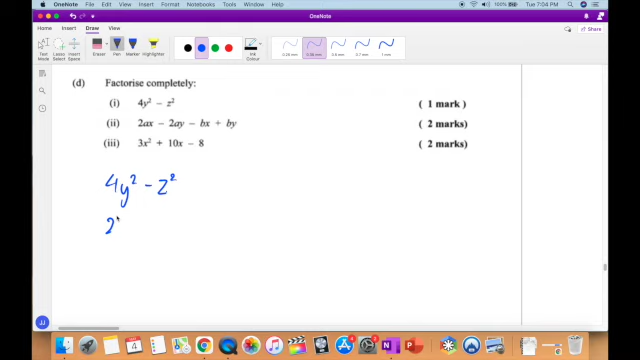 OneNote File Edit View Insert Format Notebooks Tools Window Help 100% Tue 7:04 PM
OneNote
Home Insert Draw View
Text Mode Lasso Select Insert Space Eraser Pen Marker Highlighter Ink Color 0.25 mm 0.35 mm 0.5 mm 0.7 mm 1 mm
(d) Factorise completely:
(i) 4y² − z² ( 1 mark )
(ii) 2ax − 2ay − bx + by ( 2 marks)
(iii) 3x² + 10x − 8 ( 2 marks)
4y² − z²
2
JJ